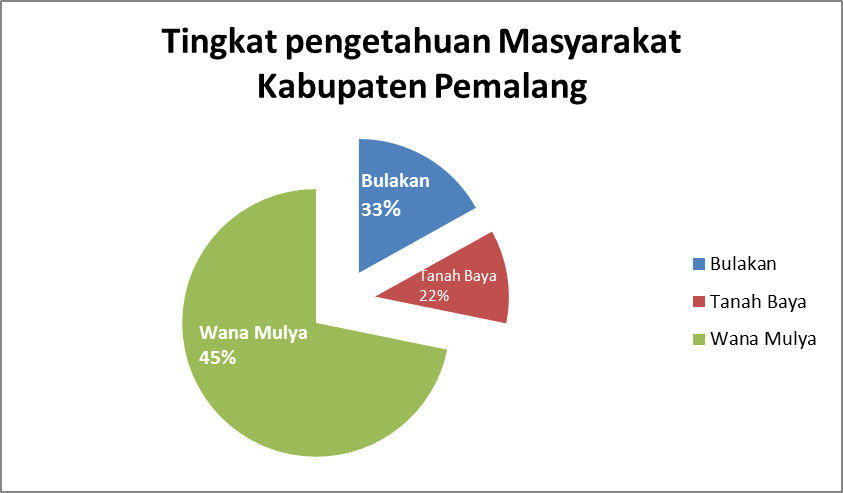 Tingkat pengetahuan Masyarakat
Kabupaten Pemalang
Bulakan
33%
Tanah Baya
22%
Wana Mulya
45%
Bulakan
Tanah Baya
Wana Mulya